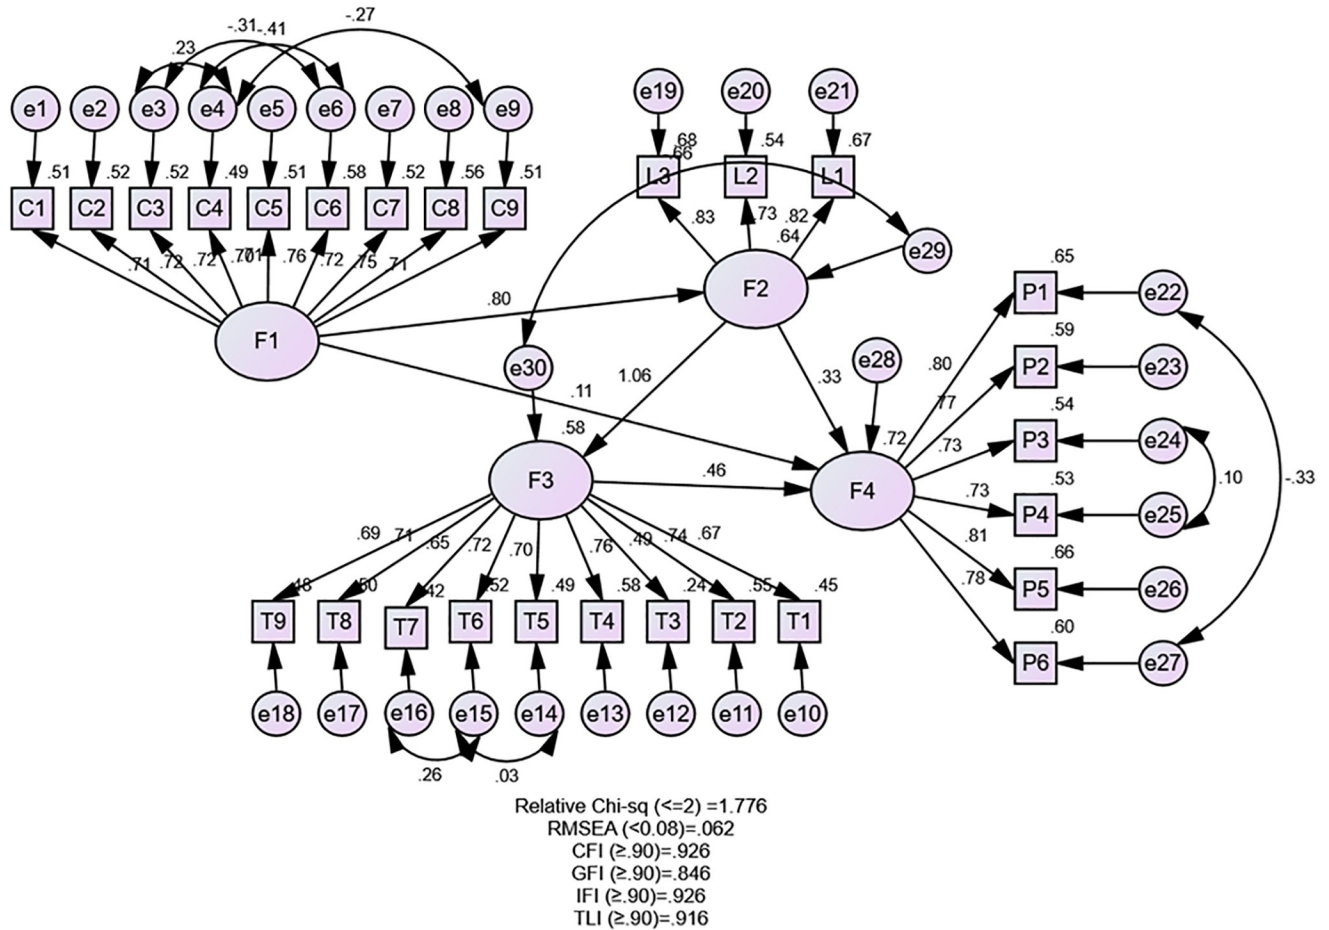 -.27
-.31 -.41
.23
e1 e2 e3 e4 e5 e6 e7 e8 e9
.51 .52 .52 .49 .51 .58 .52 .56 .51
C1 C2 C3 C4 C5 C6 C7 C8 C9
.71 .72 .72 .70 .71 .76 .72 .75 .71
F1
e19 e20 e21
.68 .54 .67
-.66
L3 L2 L1
.83 .73 .82
.64
e29
F2
.80
e30
1.06
.33
e28
.11
.58
.72
F3
.46
F4
.65
P1 e22
.80
.59
P2 e23
.77
.54
P3 e24
.73
.10
-.33
.53
P4 e25
.73
.66
P5 e26
.81
.60
P6 e27
.78
.69 .71 .65 .72 .70 .76 .49 .74 .67
.48 .50 .42 .52 .49 .58 .24 .55 .45
T9 T8 T7 T6 T5 T4 T3 T2 T1
e18 e17 e16 e15 e14 e13 e12 e11 e10
.26 .03
Relative Chi-sq (<=2) =1.776
RMSEA (<0.08)=.062
CFI (≥.90)=.926
GFI (≥.90)=.846
IFI (≥.90)=.926
TLI (≥.90)=.916